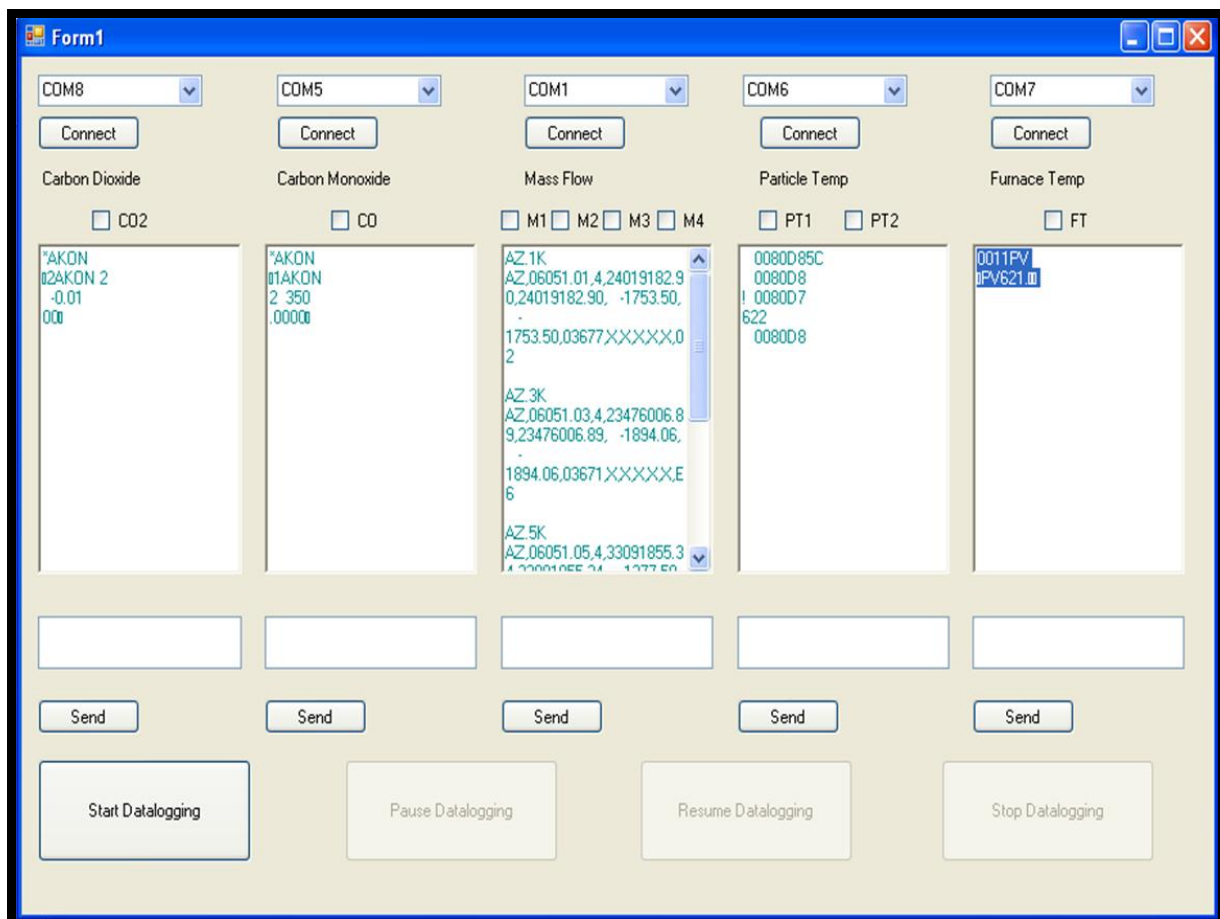 Form1
COM8 COM5 COM1 COM6 COM7
Connect Connect Connect Connect Connect
Carbon Dioxide Carbon Monoxide Mass Flow Particle Temp Furnace Temp
CO2 CO M1 M2 M3 M4 PT1 PT2 FT
*AKON
2AKON 2
-0.01
00
*AKON
1AKON
2 350
.0000
AZ.1K
AZ,06051.01,4,24019182.9
0,24019182.90, -1753.50,
-
1753.50,03677,X,X,X,X,X,0
2
AZ.3K
AZ,06051.03,4,23476006.8
9,23476006.89, -1894.06,
-
1894.06,03671,X,X,X,X,X,E
6
AZ.5K
AZ,06051.05,4,33091855.3
0080D85C
0080D8
! 0080D7
622
0080D8
0011PV
PV621.
Send Send Send Send Send
Start Datalogging Pause Datalogging Resume Datalogging Stop Datalogging